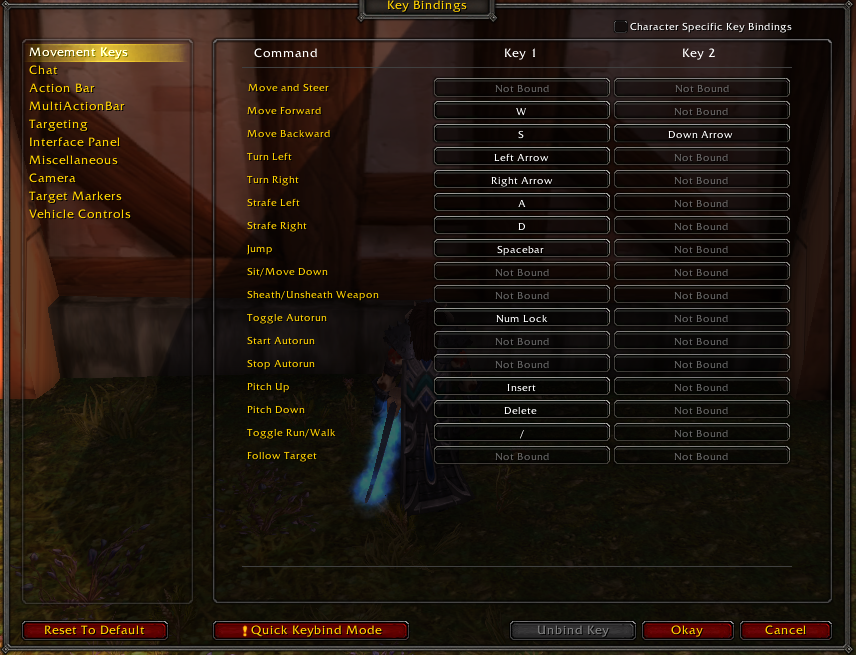 Key Bindings
Character Specific Key Bindings
Movement Keys
Chat
Action Bar
MultiActionBar
Targeting
Interface Panel
Miscellaneous
Camera
Target Markers
Vehicle Controls
Command Key 1 Key 2
Move and Steer Not Bound Not Bound
Move Forward W Not Bound
Move Backward S Down Arrow
Turn Left Left Arrow Not Bound
Turn Right Right Arrow Not Bound
Strafe Left A Not Bound
Strafe Right D Not Bound
Jump Spacebar Not Bound
Sit/Move Down Not Bound Not Bound
Sheath/Unsheath Weapon Not Bound Not Bound
Toggle Autorun Num Lock Not Bound
Start Autorun Not Bound Not Bound
Stop Autorun Not Bound Not Bound
Pitch Up Insert Not Bound
Pitch Down Delete Not Bound
Toggle Run/Walk / Not Bound
Follow Target Not Bound Not Bound
Reset To Default ! Quick Keybind Mode Unbind Key Okay Cancel